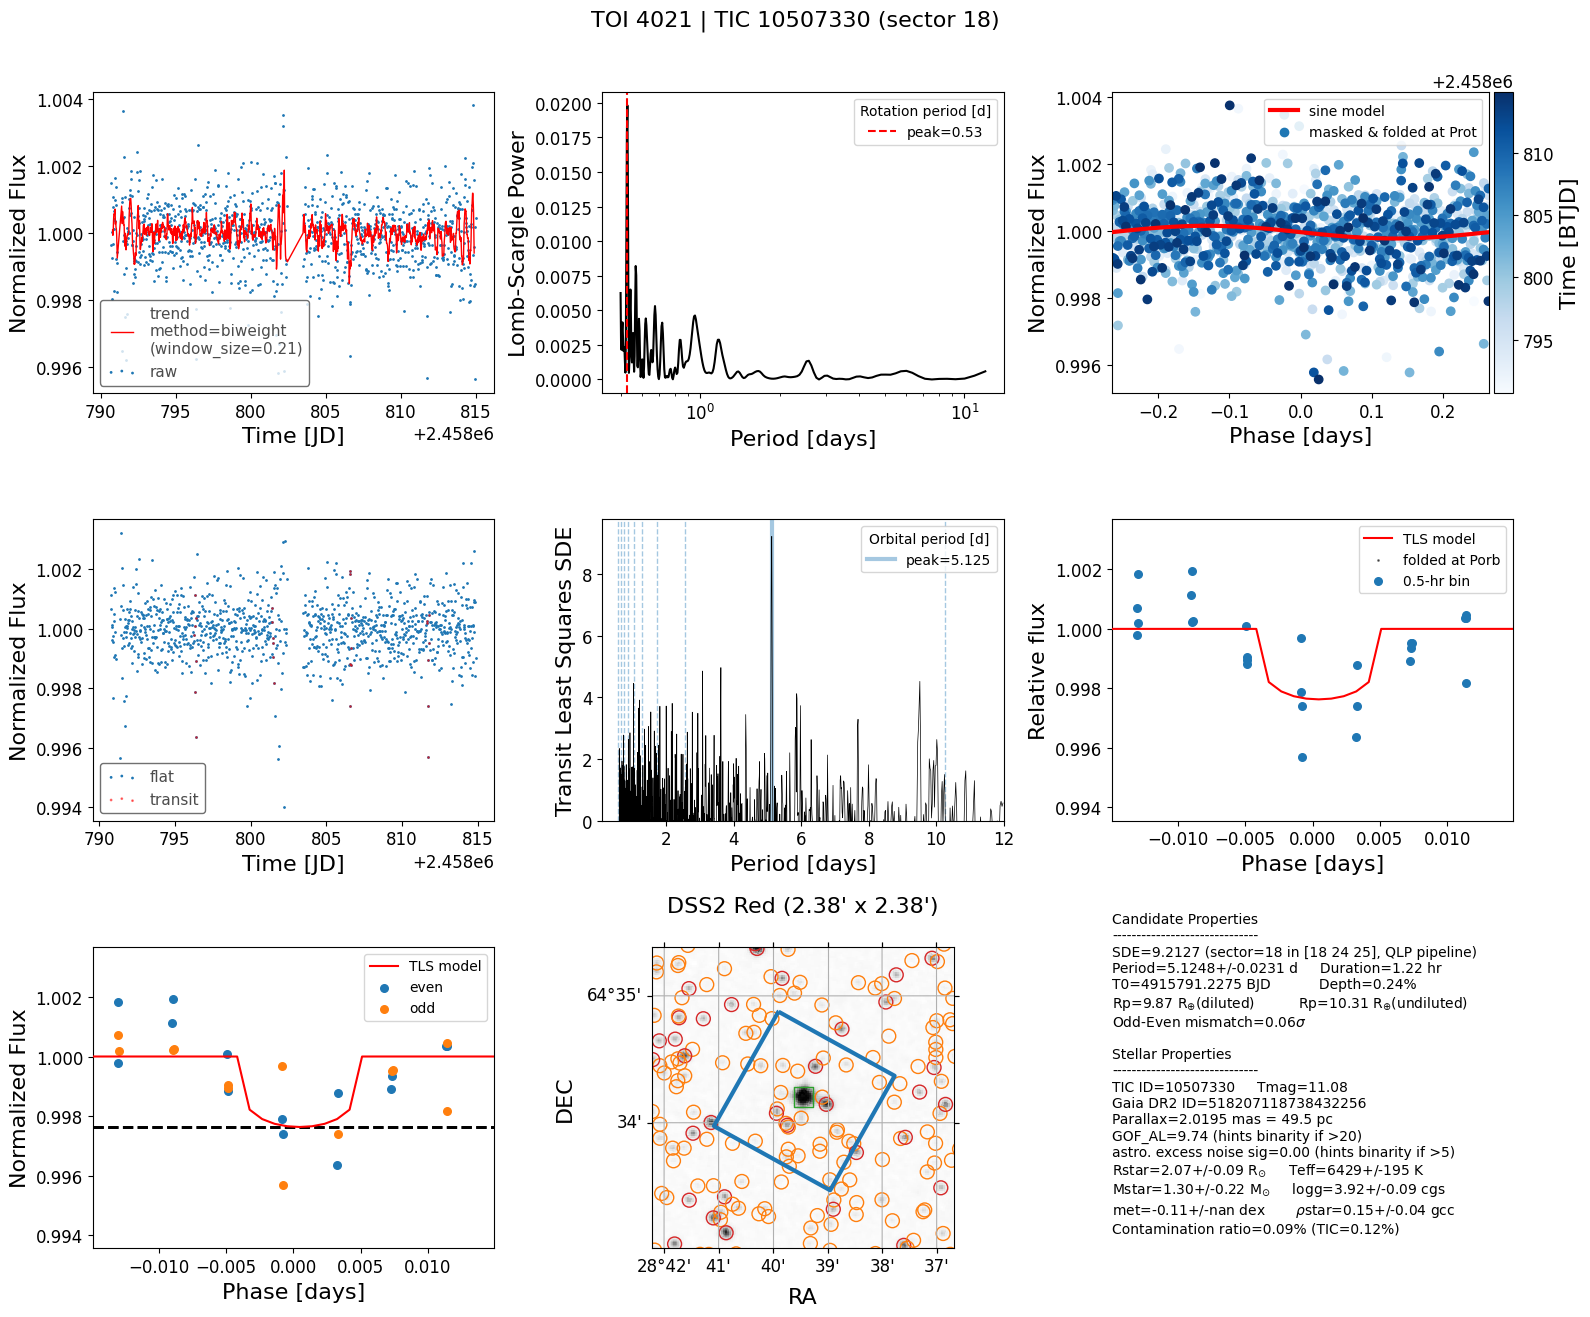 TOI 4021 | TIC 10507330 (sector 18)
Normalized Flux
1.004
1.002
1.000
0.998
0.996
trend
method=biweight
(window_size=0.21)
raw
790 795 800 805 810 815
Time [JD]
+2.458e6
Lomb-Scargle Power
0.0200
0.0175
0.0150
0.0125
0.0100
0.0075
0.0050
0.0025
0.0000
Rotation period [d]
peak=0.53
10⁰ 10¹
Period [days]
Normalized Flux
1.004
1.002
1.000
0.998
0.996
sine model
masked & folded at Prot
−0.2 −0.1 0.0 0.1 0.2
Phase [days]
+2.458e6
810
805
800
795
Time [BTJD]
Normalized Flux
1.002
1.000
0.998
0.996
0.994
flat
transit
790 795 800 805 810 815
Time [JD]
+2.458e6
Transit Least Squares SDE
8
6
4
2
0
Orbital period [d]
peak=5.125
2 4 6 8 10 12
Period [days]
Relative flux
1.002
1.000
0.998
0.996
0.994
TLS model
folded at Porb
0.5-hr bin
−0.010 −0.005 0.000 0.005 0.010
Phase [days]
Normalized Flux
1.002
1.000
0.998
0.996
0.994
TLS model
even
odd
−0.010 −0.005 0.000 0.005 0.010
Phase [days]
DSS2 Red (2.38' x 2.38')
DEC
64°35'
34'
28°42' 41' 40' 39' 38' 37'
RA
Candidate Properties
------------------------------
SDE=9.2127 (sector=18 in [18 24 25], QLP pipeline)
Period=5.1248+/-0.0231 d Duration=1.22 hr
T0=4915791.2275 BJD Depth=0.24%
Rp=9.87 R⊕(diluted) Rp=10.31 R⊕(undiluted)
Odd-Even mismatch=0.06σ
Stellar Properties
------------------------------
TIC ID=10507330 Tmag=11.08
Gaia DR2 ID=518207118738432256
Parallax=2.0195 mas = 49.5 pc
GOF_AL=9.74 (hints binarity if >20)
astro. excess noise sig=0.00 (hints binarity if >5)
Rstar=2.07+/-0.09 R⊙ Teff=6429+/-195 K
Mstar=1.30+/-0.22 M⊙ logg=3.92+/-0.09 cgs
met=-0.11+/-nan dex ρstar=0.15+/-0.04 gcc
Contamination ratio=0.09% (TIC=0.12%)